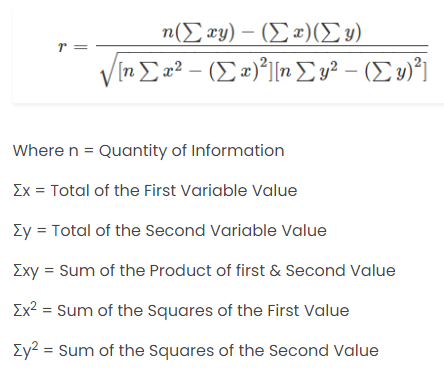 r = n(∑ xy) − (∑ x)(∑ y) / √[n ∑ x² − (∑ x)²][n ∑ y² − (∑ y)²]
Where n = Quantity of Information
Σx = Total of the First Variable Value
Σy = Total of the Second Variable Value
Σxy = Sum of the Product of first & Second Value
Σx² = Sum of the Squares of the First Value
Σy² = Sum of the Squares of the Second Value